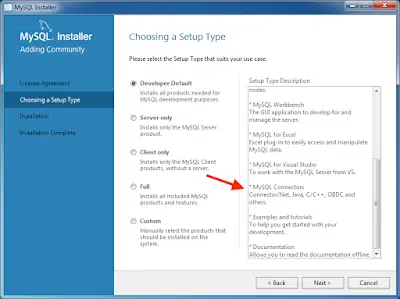 MySQL Installer
MySQL. Installer
Adding Community
License Agreement
Choosing a Setup Type
Installation
Installation Complete
Choosing a Setup Type
Please select the Setup Type that suits your use case.
Developer Default
Installs all products needed for
MySQL development purposes.
Server only
Installs only the MySQL Server
product.
Client only
Installs only the MySQL Client
products, without a server.
Full
Installs all included MySQL
products and features.
Custom
Manually select the products
that should be installed on the
system.
Setup Type Description
nodes.
* MySQL Workbench
The GUI application to develop for and
manage the server.
* MySQL for Excel
Excel plug-in to easily access and manipulate
MySQL data.
* MySQL for Visual Studio
To work with the MySQL Server from VS.
* MySQL Connectors
Connector/Net, Java, C/C++, OBDC and
others.
* Examples and tutorials
To help you get started with your
development.
* Documentation
Allows you to read the documentation offline.
< Back
Next >
Cancel